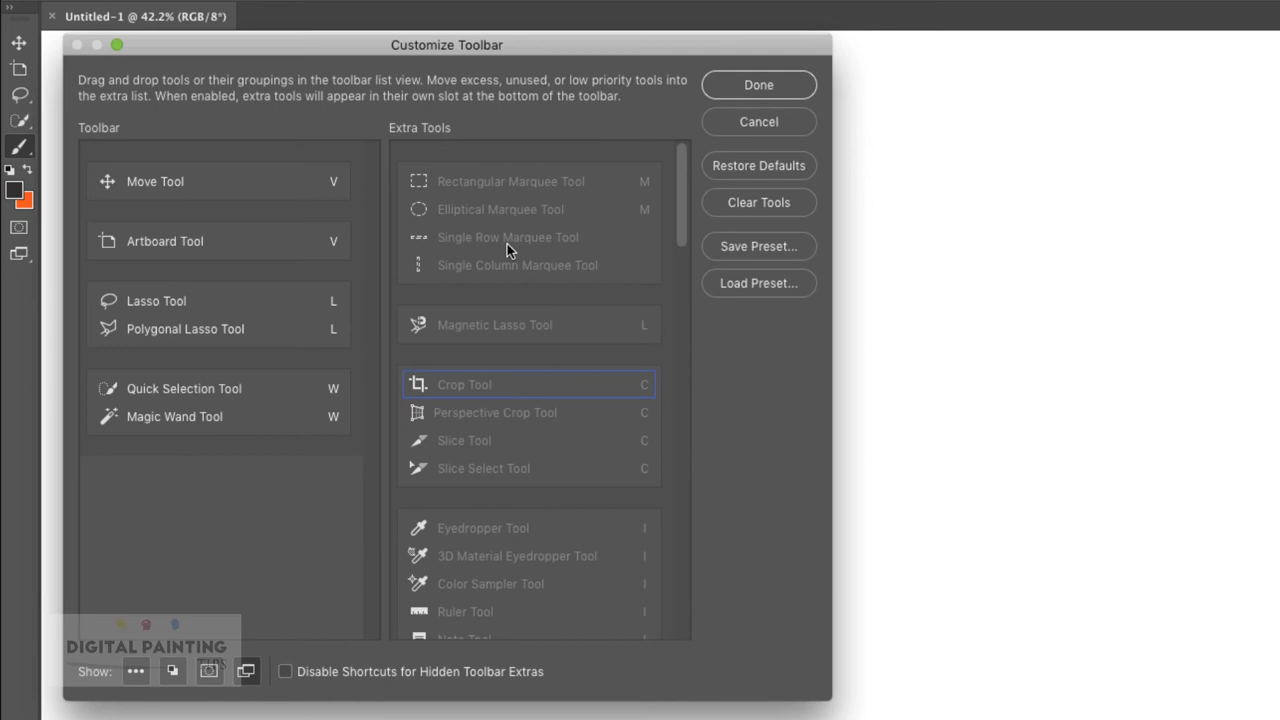 Untitled-1 @ 42.2% (RGB/8*)
Customize Toolbar
Drag and drop tools or their groupings in the toolbar list view. Move excess, unused, or low priority tools into
the extra list. When enabled, extra tools will appear in their own slot at the bottom of the toolbar.
Toolbar
Move Tool V
Artboard Tool V
Lasso Tool L
Polygonal Lasso Tool L
Quick Selection Tool W
Magic Wand Tool W
Extra Tools
Rectangular Marquee Tool M
Elliptical Marquee Tool M
Single Row Marquee Tool
Single Column Marquee Tool
Magnetic Lasso Tool L
Crop Tool C
Perspective Crop Tool C
Slice Tool C
Slice Select Tool C
Eyedropper Tool I
3D Material Eyedropper Tool I
Color Sampler Tool I
Ruler Tool I
Note Tool I
Done
Cancel
Restore Defaults
Clear Tools
Save Preset...
Load Preset...
DIGITAL PAINTING
TIPS
Show:
Disable Shortcuts for Hidden Toolbar Extras